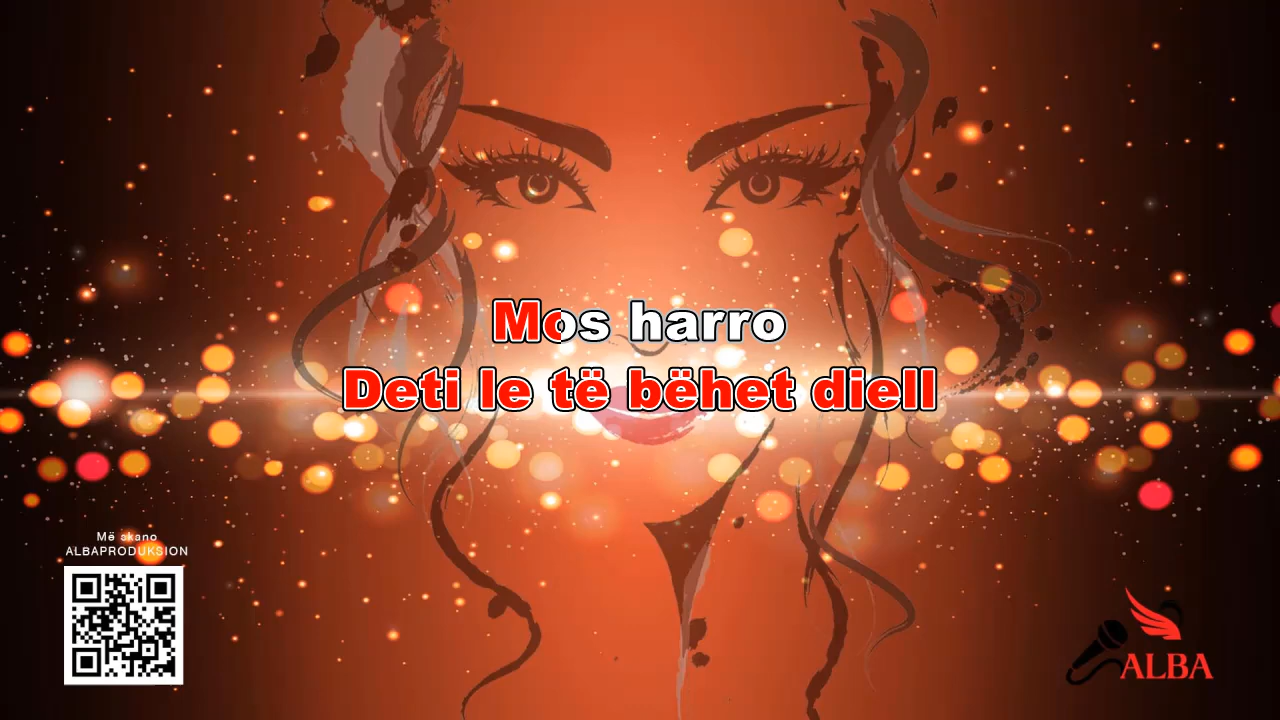 Mos harro
Deti le të bëhet diell
Më skano
ALBAPRODUKSION
ALBA